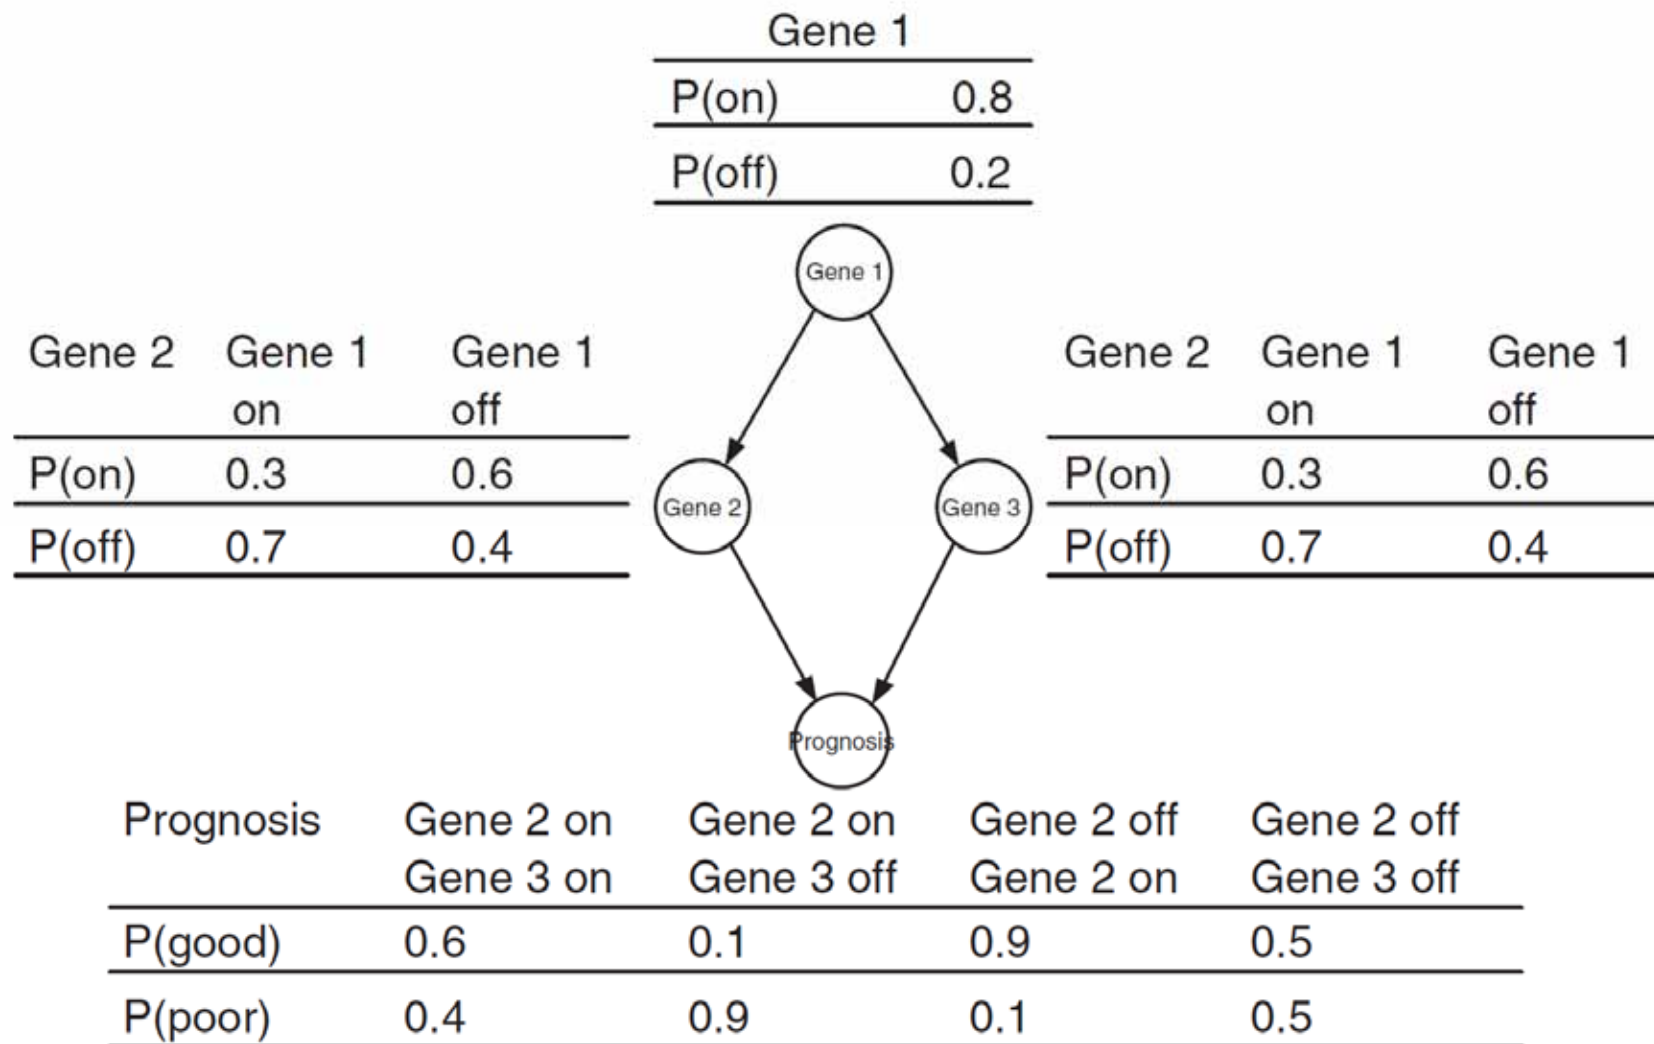 Gene 1
P(on) 0.8
P(off) 0.2
Gene 1
Gene 2 Gene 1 Gene 1
on off
P(on) 0.3 0.6
P(off) 0.7 0.4
Gene 2
Gene 3
Gene 2 Gene 1 Gene 1
on off
P(on) 0.3 0.6
P(off) 0.7 0.4
Prognosis
Prognosis Gene 2 on Gene 2 on Gene 2 off Gene 2 off
Gene 3 on Gene 3 off Gene 2 on Gene 3 off
P(good) 0.6 0.1 0.9 0.5
P(poor) 0.4 0.9 0.1 0.5